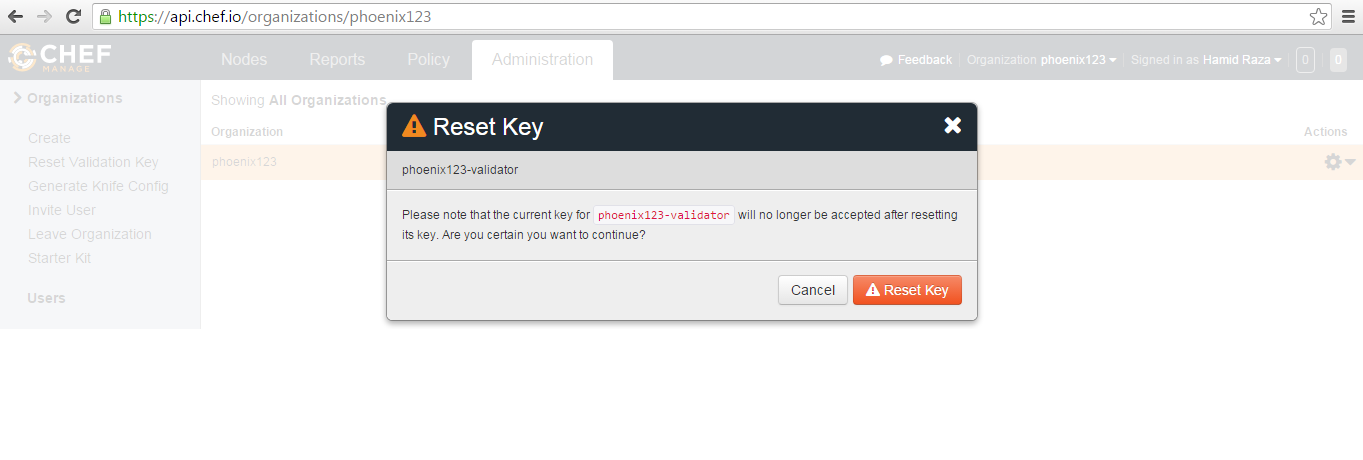 https://api.chef.io/organizations/phoenix123
CHEF
MANAGE
Nodes Reports Policy Administration
Feedback Organization phoenix123 Signed in as Hamid Raza 0 0
Organizations
Create
Reset Validation Key
Generate Knife Config
Invite User
Leave Organization
Starter Kit
Users
Showing All Organizations
Organization Actions
phoenix123
Reset Key
phoenix123-validator
Please note that the current key for phoenix123-validator will no longer be accepted after resetting
its key. Are you certain you want to continue?
Cancel Reset Key